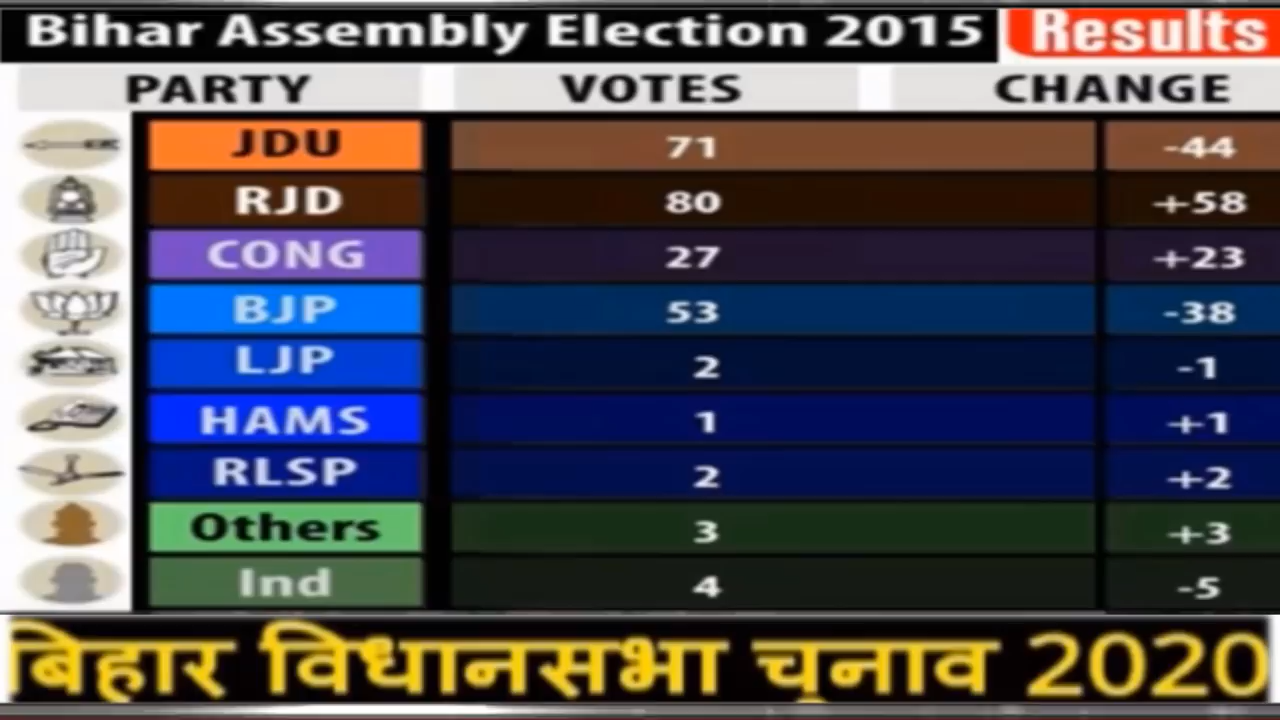 Bihar Assembly Election 2015 Results
PARTY VOTES CHANGE
JDU 71 -44
RJD 80 +58
CONG 27 +23
BJP 53 -38
LJP 2 -1
HAMS 1 +1
RLSP 2 +2
Others 3 +3
Ind 4 -5
बिहार विधानसभा चुनाव 2020